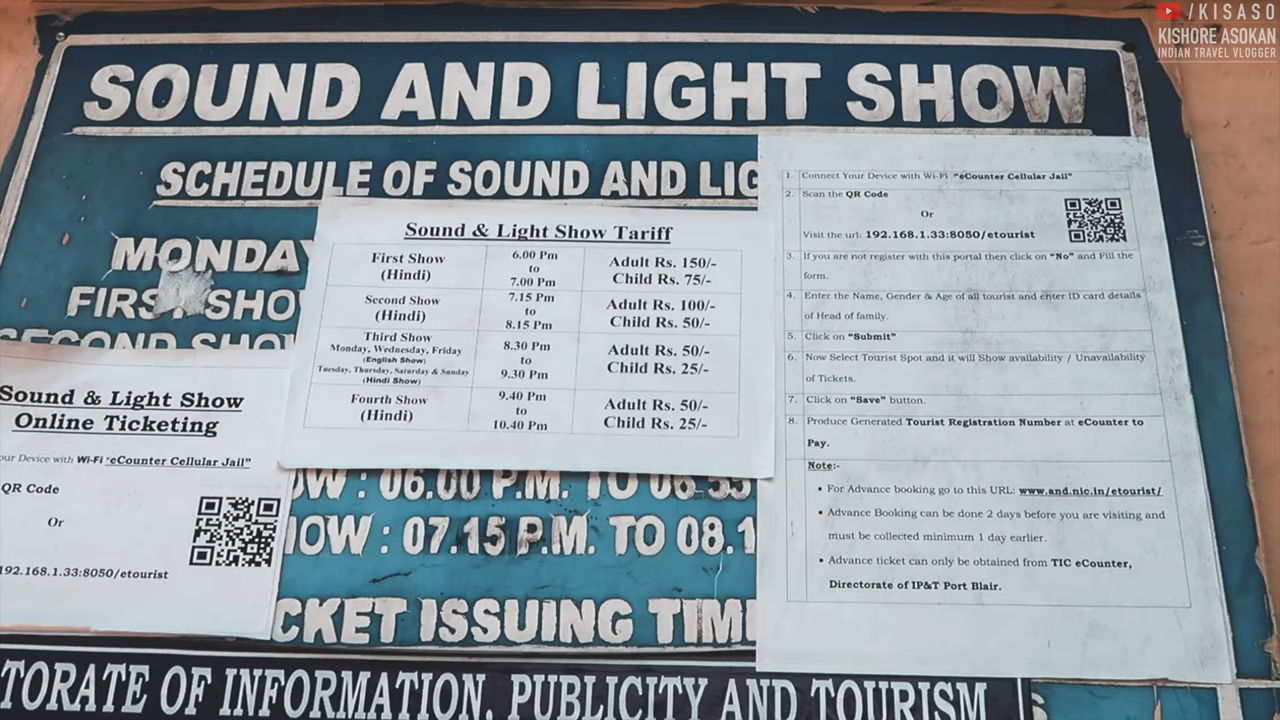 /KISASO
KISHORE ASOKAN
INDIAN TRAVEL VLOGGER
SOUND AND LIGHT SHOW
SCHEDULE OF SOUND AND LIG
MONDAY
FIRST SHO
SECOND SHO
Sound & Light Show Tariff
First Show (Hindi) 6.00 Pm to 7.00 Pm Adult Rs. 150/- Child Rs. 75/-
Second Show (Hindi) 7.15 Pm to 8.15 Pm Adult Rs. 100/- Child Rs. 50/-
Third Show Monday, Wednesday, Friday (English Show) Tuesday, Thursday, Saturday & Sunday (Hindi Show) 8.30 Pm to 9.30 Pm Adult Rs. 50/- Child Rs. 25/-
Fourth Show (Hindi) 9.40 Pm to 10.40 Pm Adult Rs. 50/- Child Rs. 25/-
1. Connect Your Device with Wi-Fi "eCounter Cellular Jail"
2. Scan the QR Code
Or
Visit the url: 192.168.1.33:8050/etourist
3. If you are not register with this portal then click on "No" and Fill the
form.
4. Enter the Name, Gender & Age of all tourist and enter ID card details
of Head of family.
5. Click on "Submit"
6. Now Select Tourist Spot and it will Show availability / Unavailability
of Tickets.
7. Click on "Save" button.
8. Produce Generated Tourist Registration Number at eCounter to
Pay.
Note:-
• For Advance booking go to this URL: www.and.nic.in/etourist/
• Advance Booking can be done 2 days before you are visiting and
must be collected minimum 1 day earlier.
• Advance ticket can only be obtained from TIC eCounter,
Directorate of IP&T Port Blair.
Sound & Light Show
Online Ticketing
our Device with Wi-Fi "eCounter Cellular Jail"
QR Code
Or
192.168.1.33:8050/etourist
OW : 06.00 P.M. TO 06.55
HOW : 07.15 P.M. TO 08.1
CKET ISSUING TIM
TORATE OF INFORMATION, PUBLICITY AND TOURISM